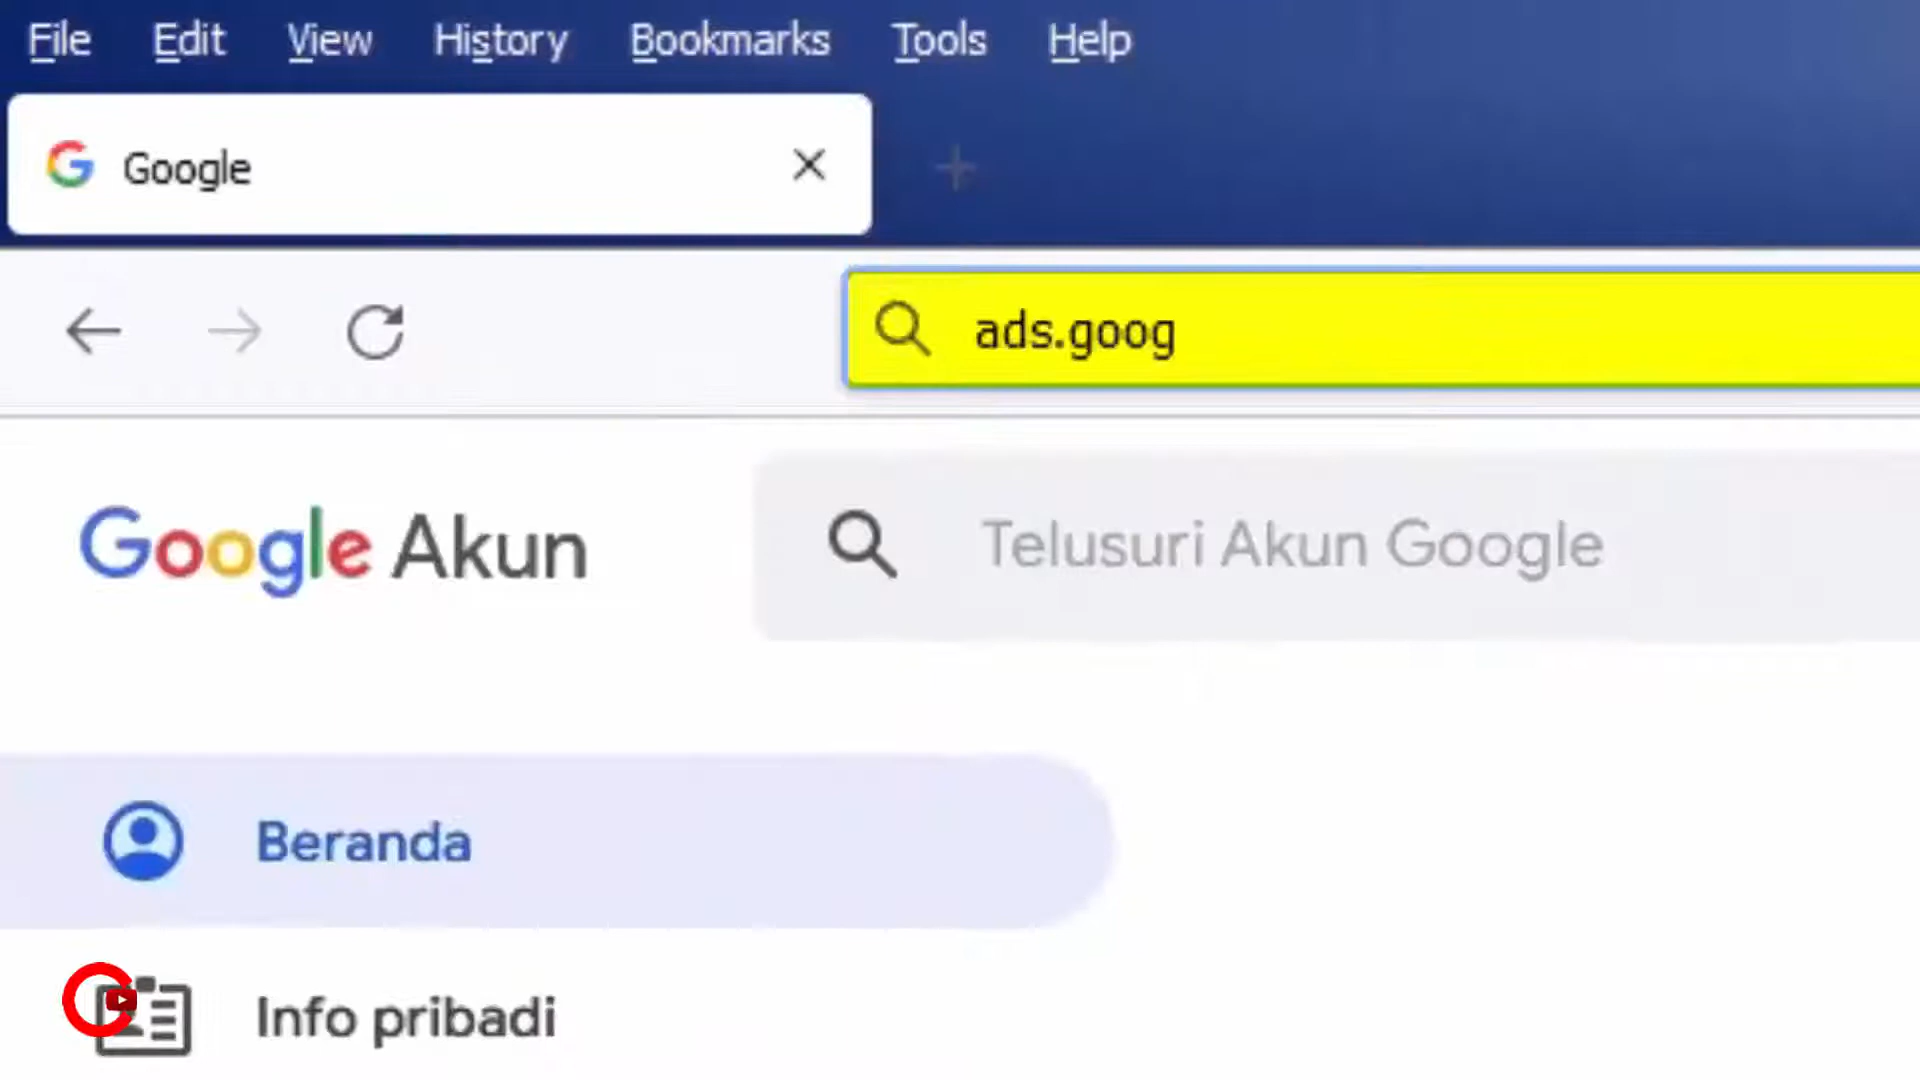 File Edit View History Bookmarks Tools Help
Google
ads.goog
Google Akun
Telusuri Akun Google
Beranda
Info pribadi